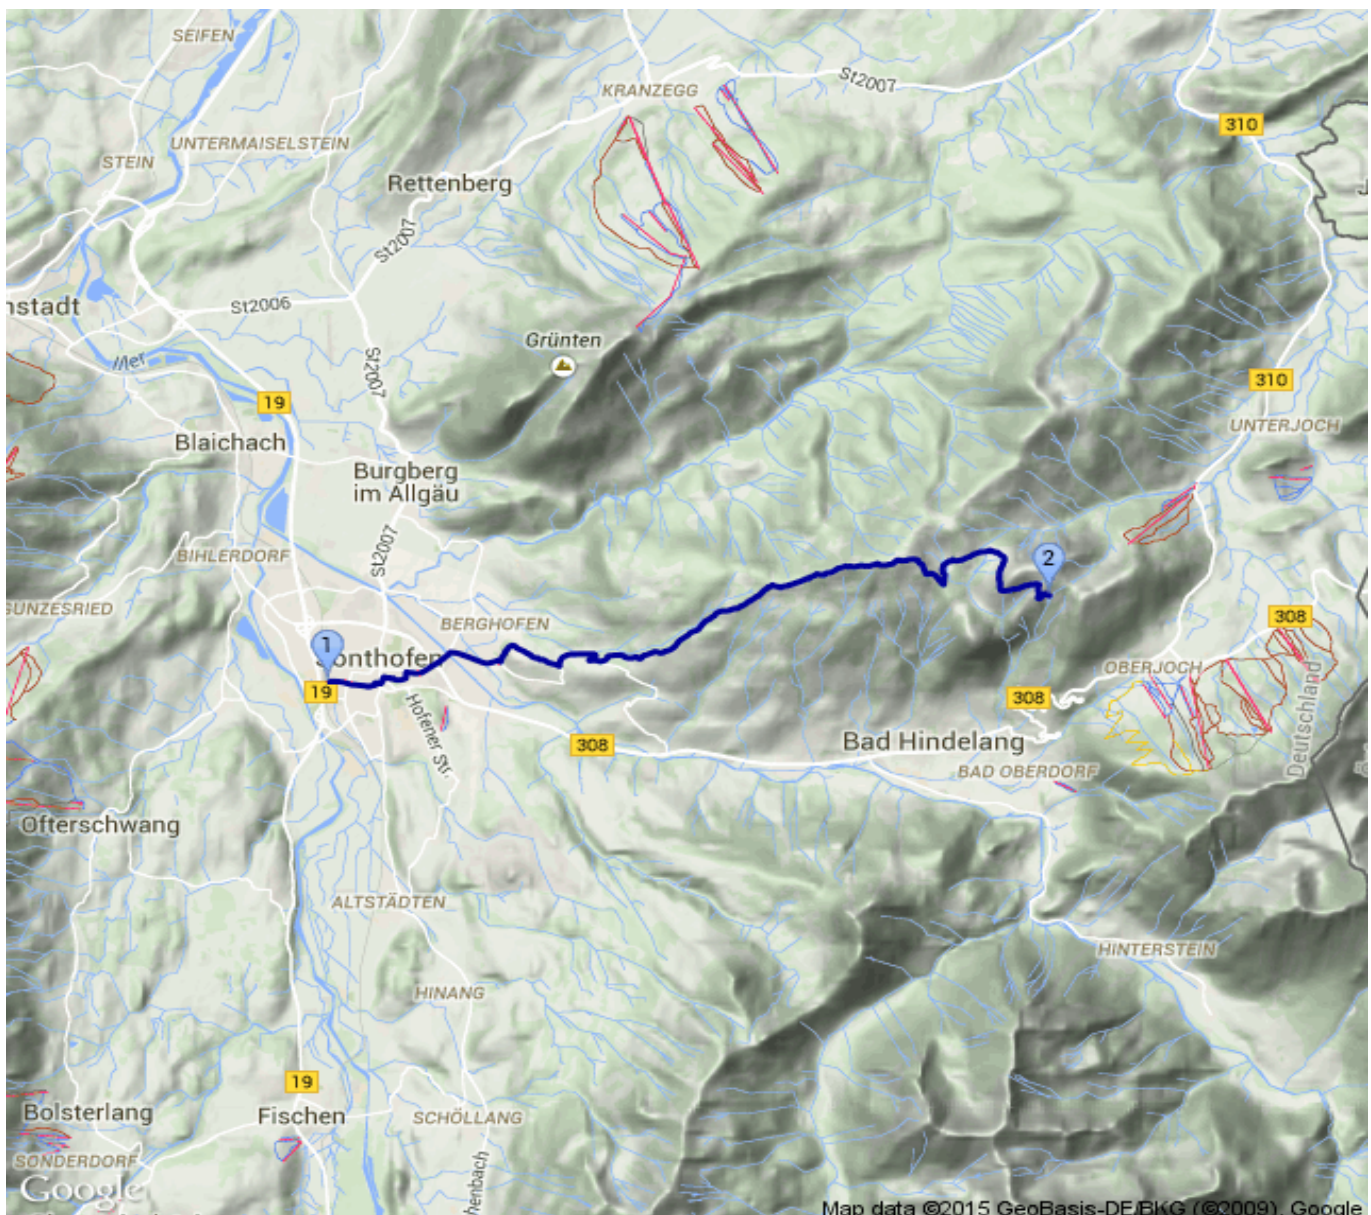 SEIFEN
St2007
KRANZEGG
310
UNTERMAISELSTEIN
STEIN
Rettenberg
J
St2007
St2006
nstadt
Grünten
Iller
St2007
310
19
UNTERJOCH
Blaichach
Burgberg
im Allgäu
St2007
BIHLERDORF
2
GUNZESRIED
308
BERGHOFEN
1
Sonthofen
OBERJOCH
19
308
Hofener Str.
Deutschland
308
Bad Hindelang
BAD OBERDORF
Ofterschwang
ALTSTÄDTEN
HINTERSTEIN
HINANG
19
Bolsterlang
Fischen
SCHÖLLANG
SONDERDORF
henbach
Google
Map data ©2015 GeoBasis-DE/BKG (©2009), Google